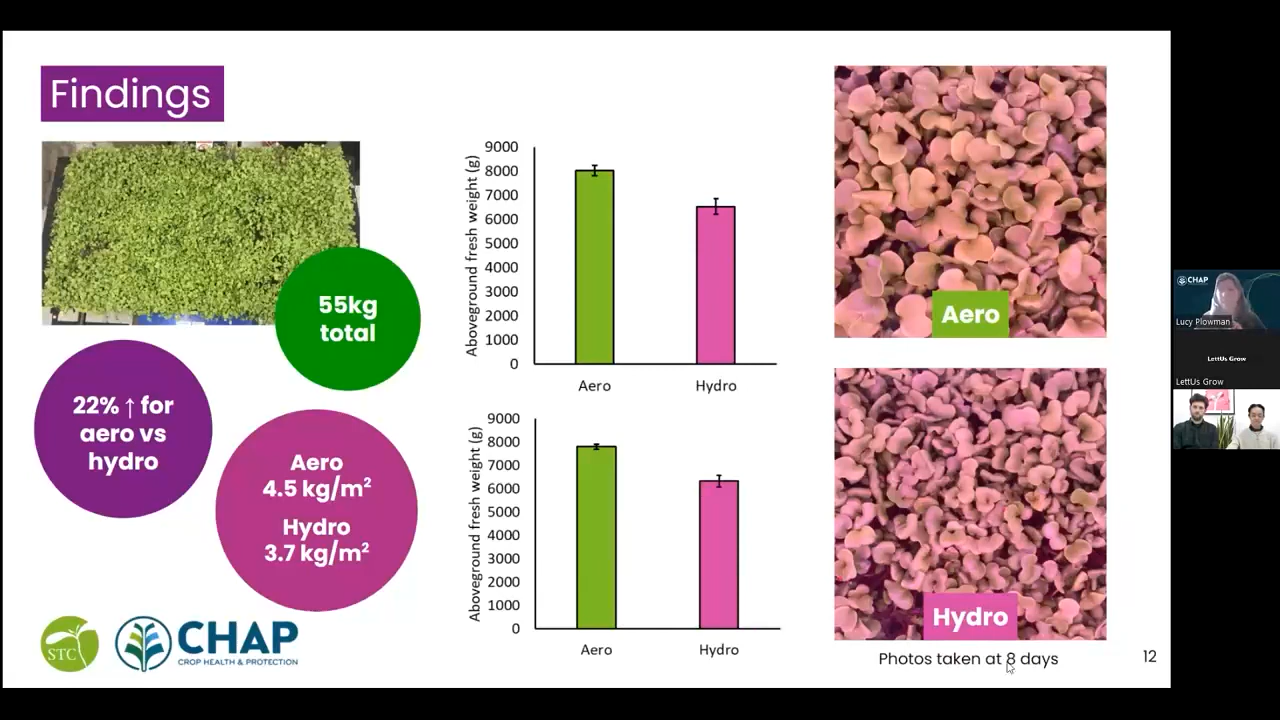 Findings
55kg
total
22% ↑ for
aero vs
hydro
Aero
4.5 kg/m²
Hydro
3.7 kg/m²
STC
CHAP
CROP HEALTH & PROTECTION
Aboveground fresh weight (g)
9000
8000
7000
6000
5000
4000
3000
2000
1000
0
Aero
Hydro
Aboveground fresh weight (g)
9000
8000
7000
6000
5000
4000
3000
2000
1000
0
Aero
Hydro
Aero
Hydro
Photos taken at 8 days
12
CHAP
Lucy Plowman
LettUs Grow
LettUs Grow